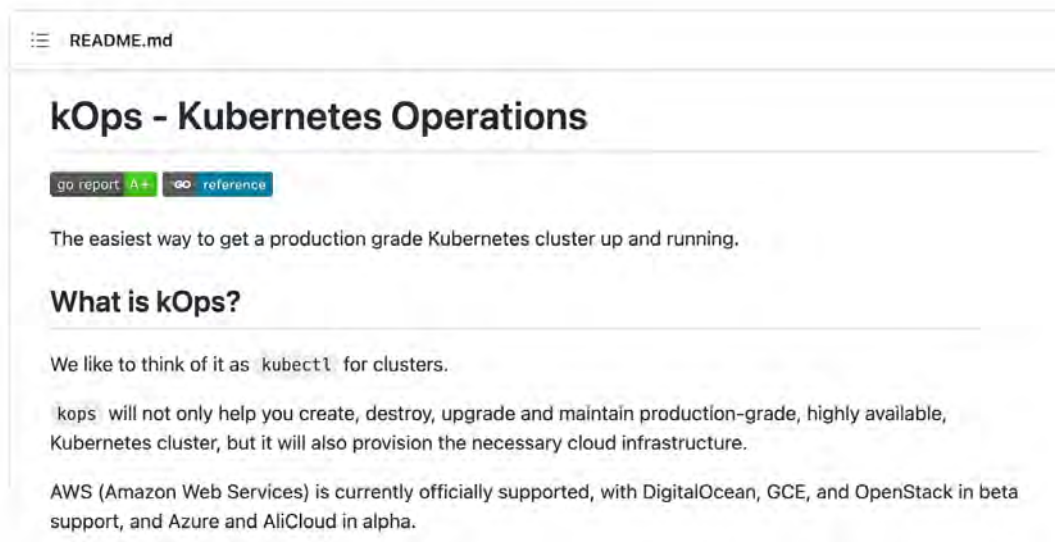 README.md
kOps - Kubernetes Operations
go report A+ GO reference
The easiest way to get a production grade Kubernetes cluster up and running.
What is kOps?
We like to think of it as kubectl for clusters.
kops will not only help you create, destroy, upgrade and maintain production-grade, highly available,
Kubernetes cluster, but it will also provision the necessary cloud infrastructure.
AWS (Amazon Web Services) is currently officially supported, with DigitalOcean, GCE, and OpenStack in beta
support, and Azure and AliCloud in alpha.